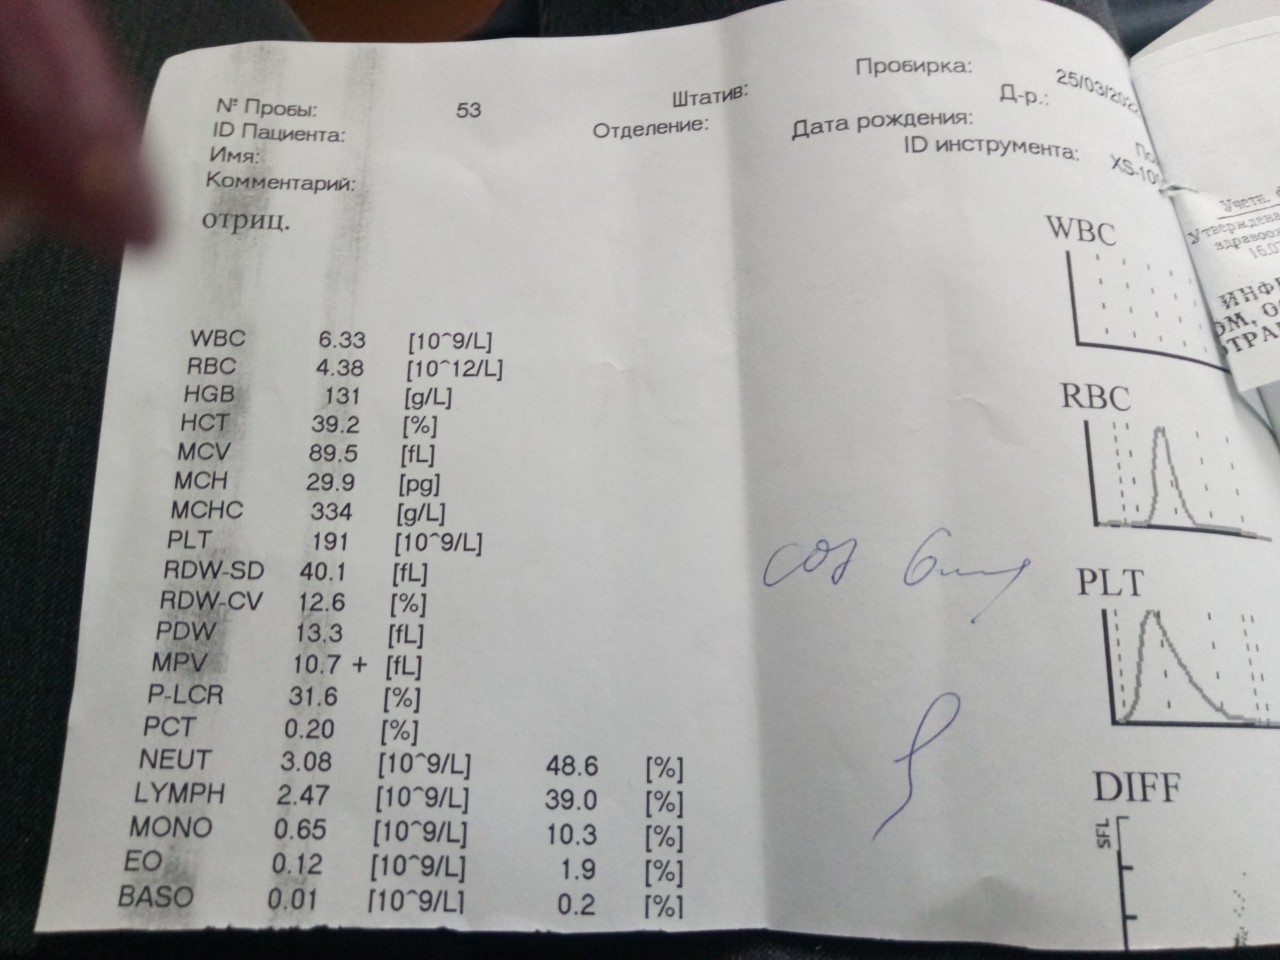 № Пробы: 53 Штатив: Пробирка: 25/03/202
ID Пациента: Отделение: Дата рождения: Д-р.:
Имя: ID инструмента: XS-100
Комментарий:
отриц.
WBC 6.33 [10^9/L]
RBC 4.38 [10^12/L]
HGB 131 [g/L]
HCT 39.2 [%]
MCV 89.5 [fL]
MCH 29.9 [pg]
MCHC 334 [g/L]
PLT 191 [10^9/L]
RDW-SD 40.1 [fL]
RDW-CV 12.6 [%]
PDW 13.3 [fL]
MPV 10.7 + [fL]
P-LCR 31.6 [%]
PCT 0.20 [%]
NEUT 3.08 [10^9/L] 48.6 [%]
LYMPH 2.47 [10^9/L] 39.0 [%]
MONO 0.65 [10^9/L] 10.3 [%]
EO 0.12 [10^9/L] 1.9 [%]
BASO 0.01 [10^9/L] 0.2 [%]
WBC
RBC
PLT
DIFF
SFL